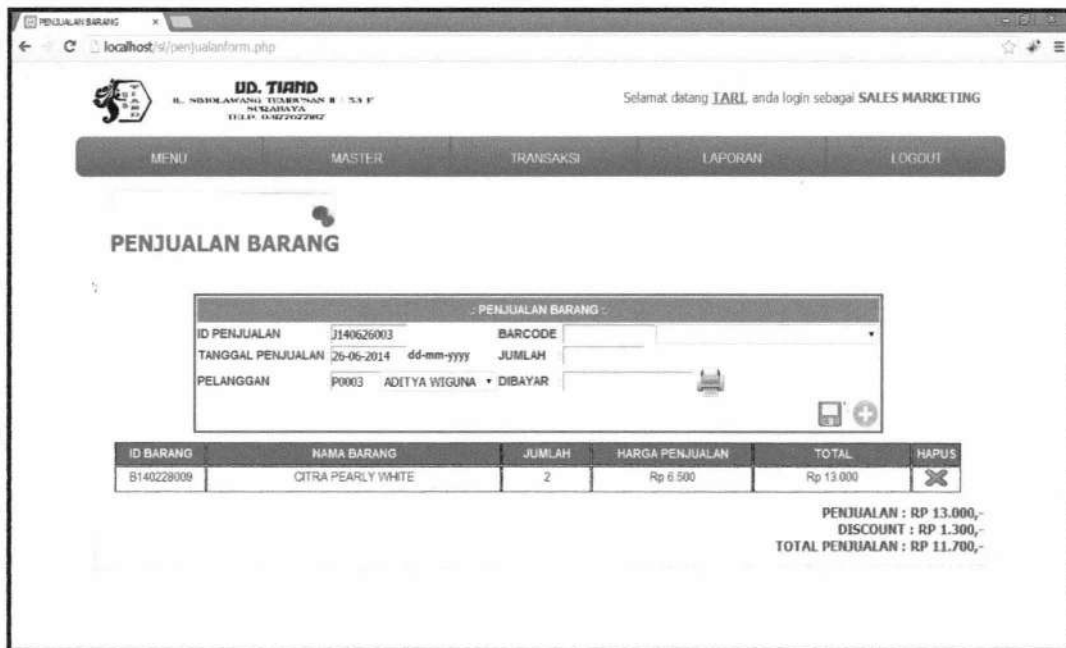 PENJUALAN BARANG
localhost/si/penjualanform.php
UD. TIAND
SURABAYA
Selamat datang TARI, anda login sebagai SALES MARKETING
MENU MASTER TRANSAKSI LAPORAN LOGOUT
PENJUALAN BARANG
.: PENJUALAN BARANG :.
ID PENJUALAN J140626003 BARCODE
TANGGAL PENJUALAN 26-06-2014 dd-mm-yyyy JUMLAH
PELANGGAN P0003 ADITYA WIGUNA DIBAYAR
ID BARANG NAMA BARANG JUMLAH HARGA PENJUALAN TOTAL HAPUS
B140228009 CITRA PEARLY WHITE 2 Rp 6.500 Rp 13.000
PENJUALAN : RP 13.000,-
DISCOUNT : RP 1.300,-
TOTAL PENJUALAN : RP 11.700,-